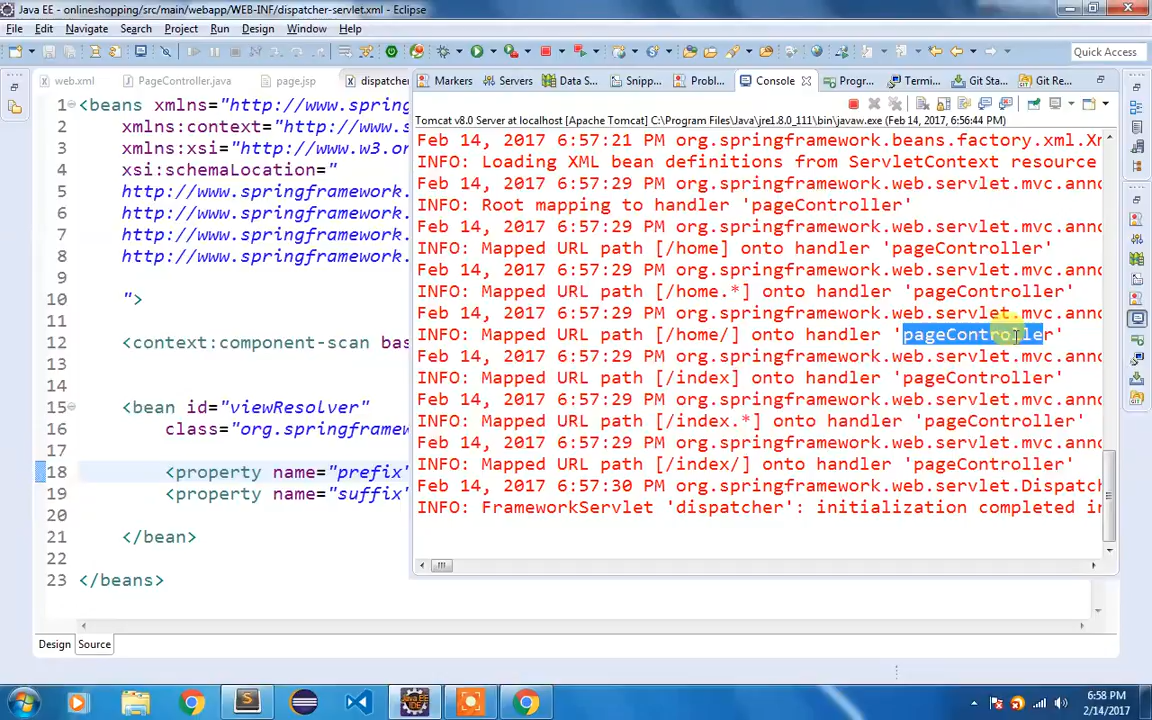 Java EE - onlineshopping/src/main/webapp/WEB-INF/dispatcher-servlet.xml - Eclipse
File Edit Navigate Search Project Run Design Window Help
Quick Access
web.xml PageController.java page.jsp dispatcher
Markers Servers Data S... Snipp... Probl... Console Progr... Termi... Git Sta... Git Re...
Tomcat v8.0 Server at localhost [Apache Tomcat] C:\Program Files\Java\jre1.8.0_111\bin\javaw.exe (Feb 14, 2017, 6:56:44 PM)
1 <beans xmlns="http://www.spring
2 xmlns:context="http://www.s
3 xmlns:xsi="http://www.w3.or
4 xsi:schemaLocation="
5 http://www.springframework.
6 http://www.springframework.
7 http://www.springframework.
8 http://www.springframework.
9
10 ">
11
12 <context:component-scan bas
13
14
15 <bean id="viewResolver"
16 class="org.springframew
17
18 <property name="prefix"
19 <property name="suffix"
20
21 </bean>
22
23 </beans>
Feb 14, 2017 6:57:21 PM org.springframework.beans.factory.xml.Xm
INFO: Loading XML bean definitions from ServletContext resource
Feb 14, 2017 6:57:29 PM org.springframework.web.servlet.mvc.anno
INFO: Root mapping to handler 'pageController'
Feb 14, 2017 6:57:29 PM org.springframework.web.servlet.mvc.anno
INFO: Mapped URL path [/home] onto handler 'pageController'
Feb 14, 2017 6:57:29 PM org.springframework.web.servlet.mvc.anno
INFO: Mapped URL path [/home.*] onto handler 'pageController'
Feb 14, 2017 6:57:29 PM org.springframework.web.servlet.mvc.anno
INFO: Mapped URL path [/home/] onto handler 'pageController'
Feb 14, 2017 6:57:29 PM org.springframework.web.servlet.mvc.anno
INFO: Mapped URL path [/index] onto handler 'pageController'
Feb 14, 2017 6:57:29 PM org.springframework.web.servlet.mvc.anno
INFO: Mapped URL path [/index.*] onto handler 'pageController'
Feb 14, 2017 6:57:29 PM org.springframework.web.servlet.mvc.anno
INFO: Mapped URL path [/index/] onto handler 'pageController'
Feb 14, 2017 6:57:30 PM org.springframework.web.servlet.Dispatch
INFO: FrameworkServlet 'dispatcher': initialization completed in
Design Source
6:58 PM
2/14/2017